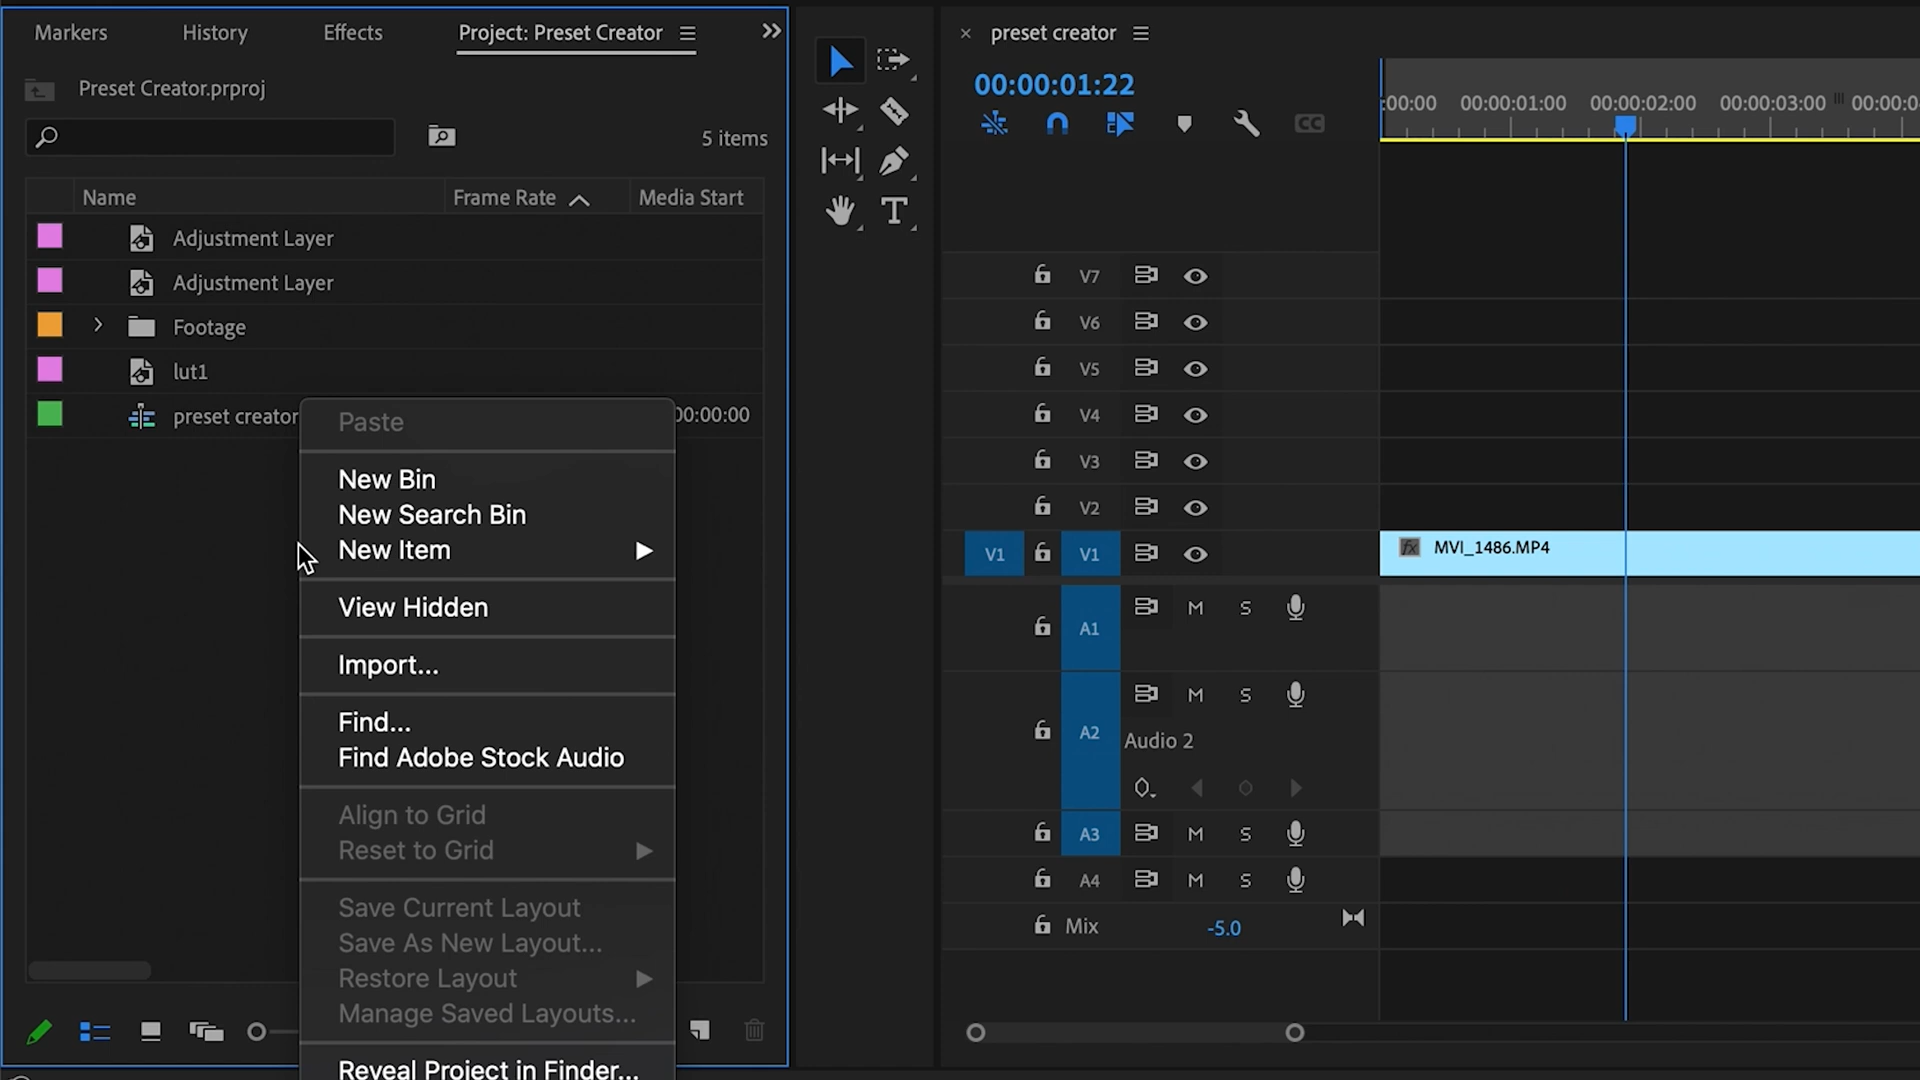 Markers
History
Effects
Project: Preset Creator
Preset Creator.prproj
5 items
Name
Frame Rate
Media Start
Adjustment Layer
Adjustment Layer
Footage
lut1
preset creator
00:00:00
Paste
New Bin
New Search Bin
New Item
View Hidden
Import...
Find...
Find Adobe Stock Audio
Align to Grid
Reset to Grid
Save Current Layout
Save As New Layout...
Restore Layout
Manage Saved Layouts...
Reveal Project in Finder...
T
preset creator
00:00:01:22
CC
:00:00
00:00:01:00
00:00:02:00
00:00:03:00
00:00:0
V7
V6
V5
V4
V3
V2
V1
V1
fx
MVI_1486.MP4
A1
M
S
A2
M
S
Audio 2
A3
M
S
A4
M
S
Mix
-5.0